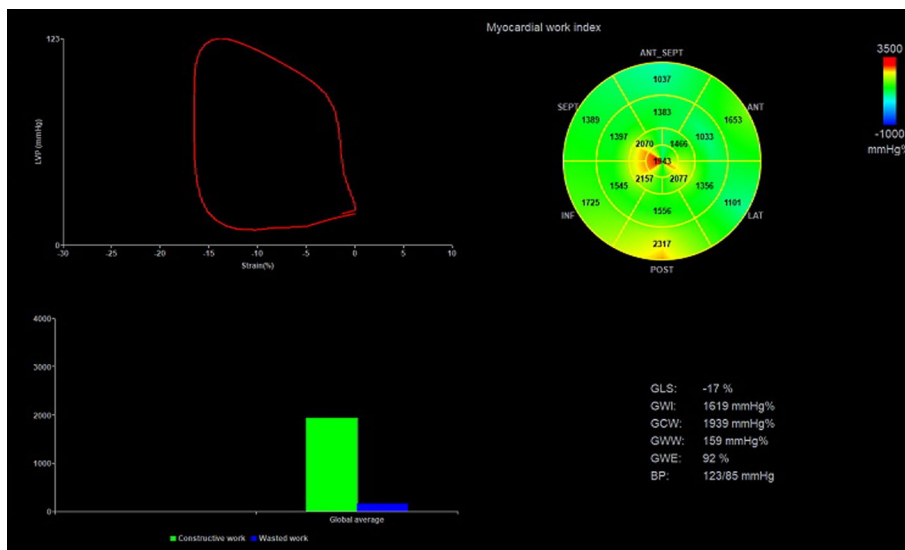 Myocardial work index
123
LVP (mmHg)
0
-30 -25 -20 -15 -10 -5 0 5 10
Strain(%)
ANT_SEPT
SEPT
ANT
INF
LAT
POST
1037
1389 1383 1653
1397 1033
2070 1466
2157 2077
1545 1356
1725 1101
1556
2317
3500
-1000
mmHg%
4000
3000
2000
1000
0
Global average
Constructive work Wasted work
GLS: -17 %
GWI: 1619 mmHg%
GCW: 1939 mmHg%
GWW: 159 mmHg%
GWE: 92 %
BP: 123/85 mmHg